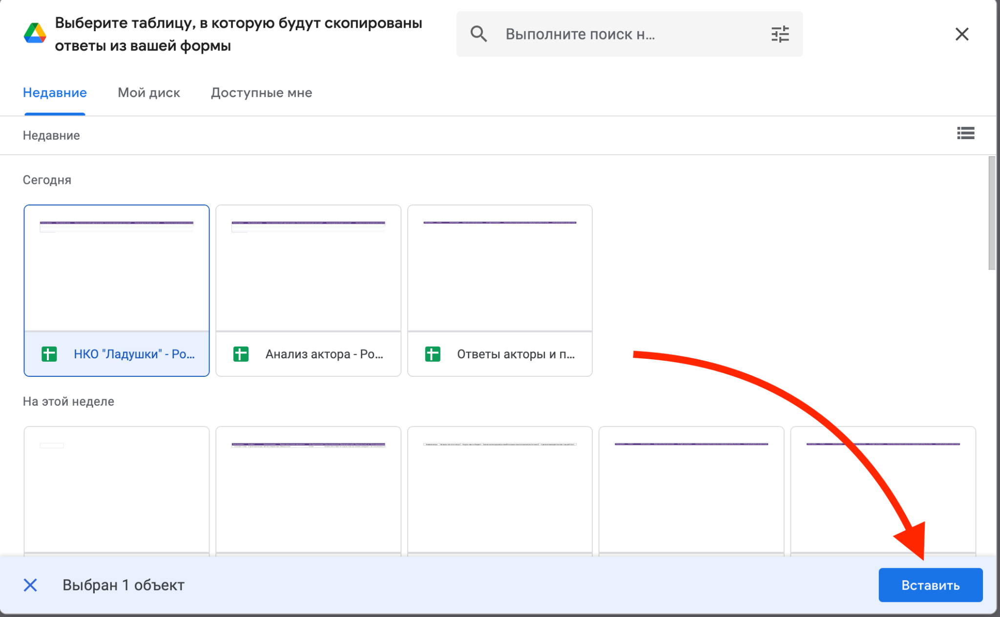 Выберите таблицу, в которую будут скопированы
ответы из вашей формы
Выполните поиск н...
Недавние
Мой диск
Доступные мне
Недавние
Сегодня
НКО "Ладушки" - Ро...
Анализ актора - Ро...
Ответы акторы и п...
На этой неделе
Выбран 1 объект
Вставить